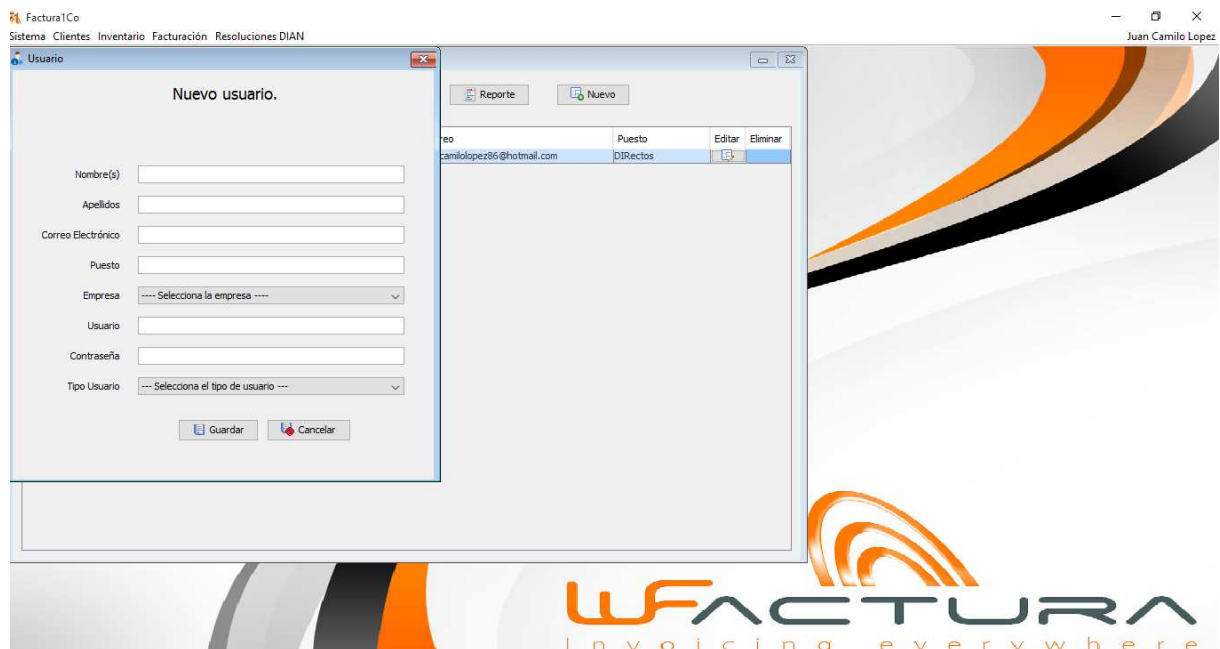 Factura1Co
Sistema Clientes Inventario Facturación Resoluciones DIAN
Juan Camilo Lopez
Usuario
Nuevo usuario.
Nombre(s)
Apellidos
Correo Electrónico
Puesto
Empresa ---- Selecciona la empresa ----
Usuario
Contraseña
Tipo Usuario --- Selecciona el tipo de usuario ---
Guardar Cancelar
Reporte Nuevo
reo Puesto Editar Eliminar
camilolopez86@hotmail.com DIRectos
wFACTURA
Invoicing everywhere